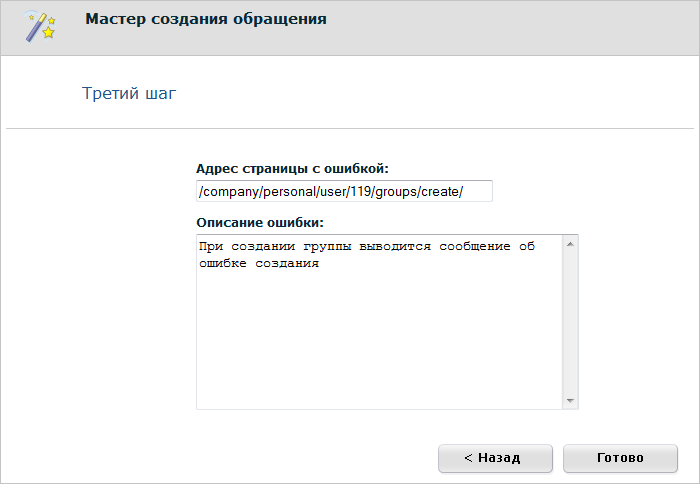 Мастер создания обращения
Третий шаг
Адрес страницы с ошибкой:
/company/personal/user/119/groups/create/
Описание ошибки:
При создании группы выводится сообщение об
ошибке создания
< Назад
Готово